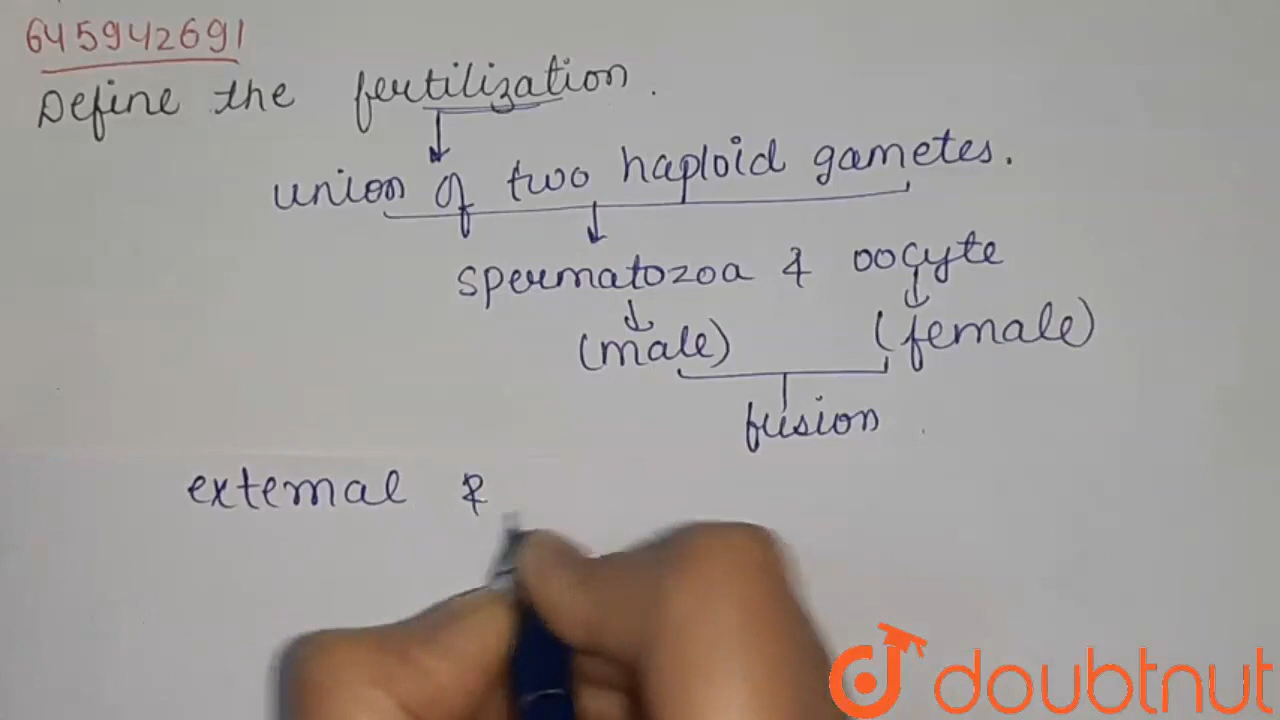 645942691
Define the fertilization.
union of two haploid gametes.
spermatozoa & oocyte
(male) (female)
fusion
external &
doubtnut